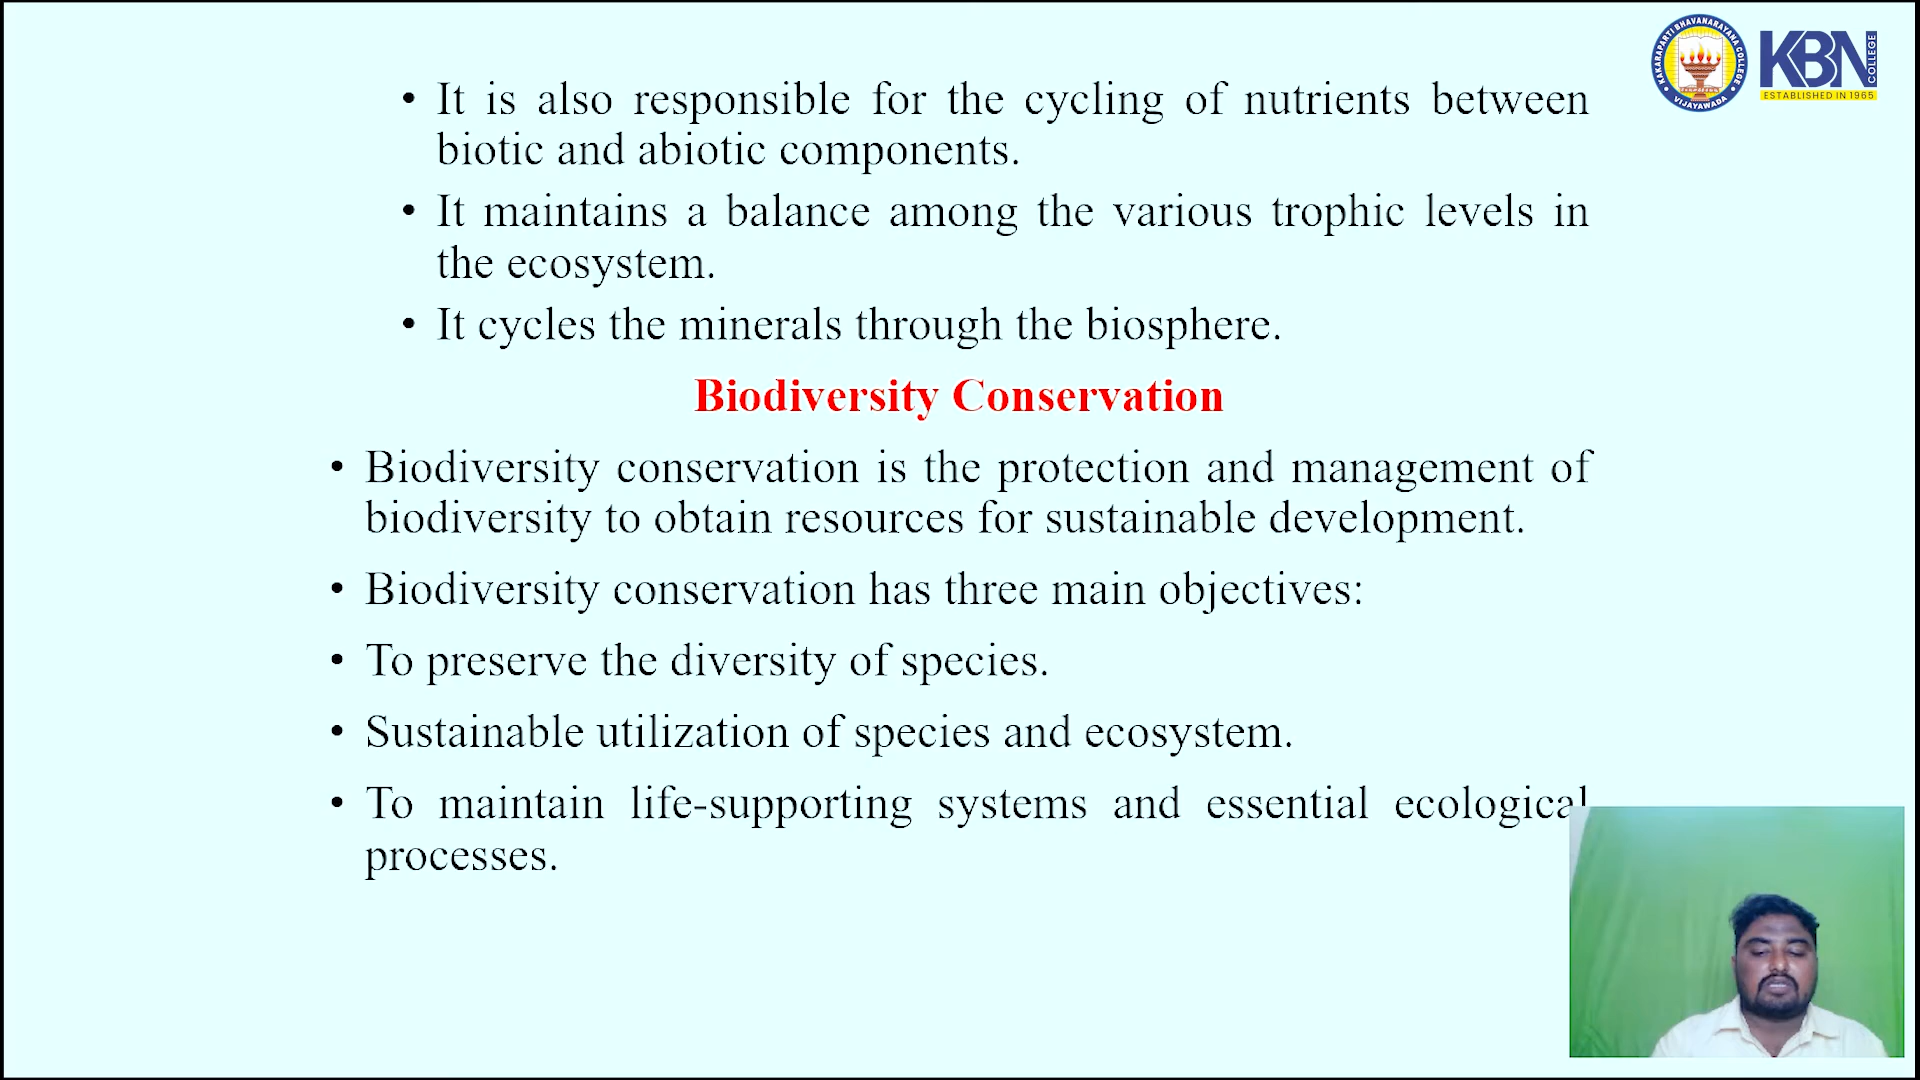 KAKARAPARTI BHAVANARAYANA COLLEGE
VIJAYAWADA
KBN
COLLEGE
ESTABLISHED IN 1965
• It is also responsible for the cycling of nutrients between
biotic and abiotic components.
• It maintains a balance among the various trophic levels in
the ecosystem.
• It cycles the minerals through the biosphere.
Biodiversity Conservation
• Biodiversity conservation is the protection and management of
biodiversity to obtain resources for sustainable development.
• Biodiversity conservation has three main objectives:
• To preserve the diversity of species.
• Sustainable utilization of species and ecosystem.
• To maintain life-supporting systems and essential ecological
processes.